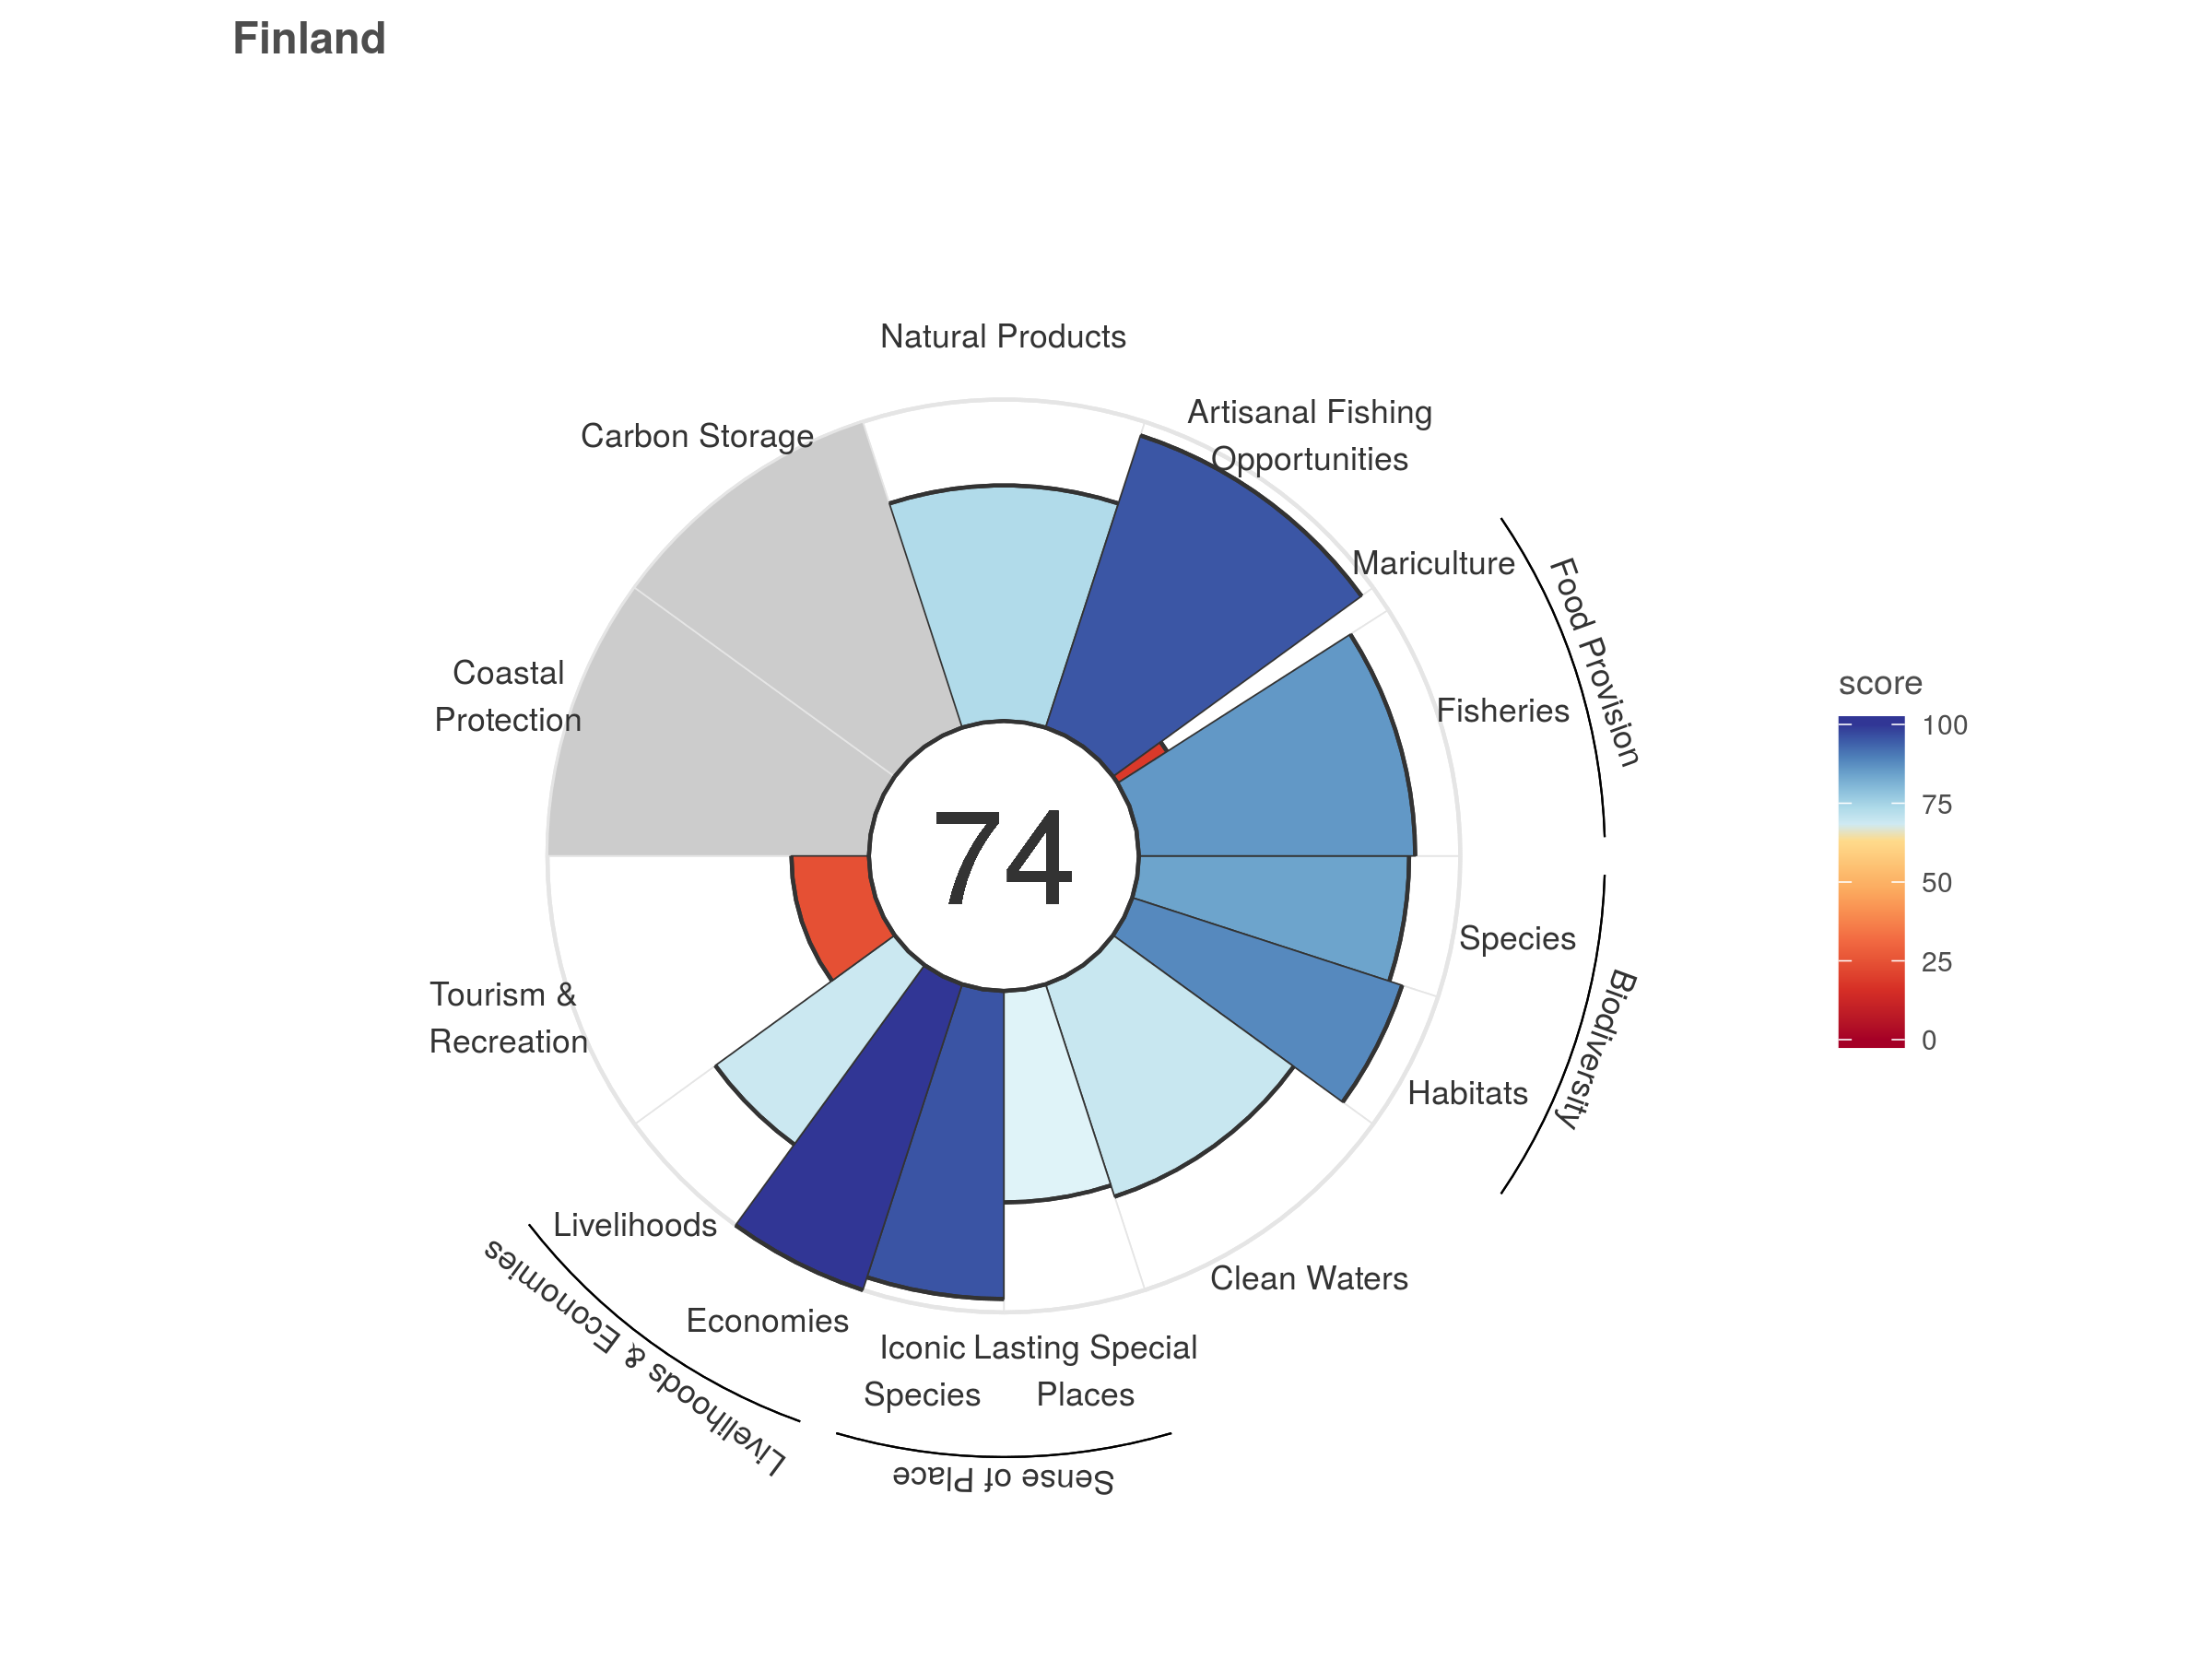 Finland
Natural Products
Artisanal Fishing
Opportunities
Carbon Storage
Mariculture
Food Provision
Coastal
Protection
Fisheries
score
100
75
50
25
0
74
Species
Biodiversity
Tourism &
Recreation
Habitats
Livelihoods
Clean Waters
Economies
Livelihoods & Economies
Iconic
Species
Lasting Special
Places
Sense of Place